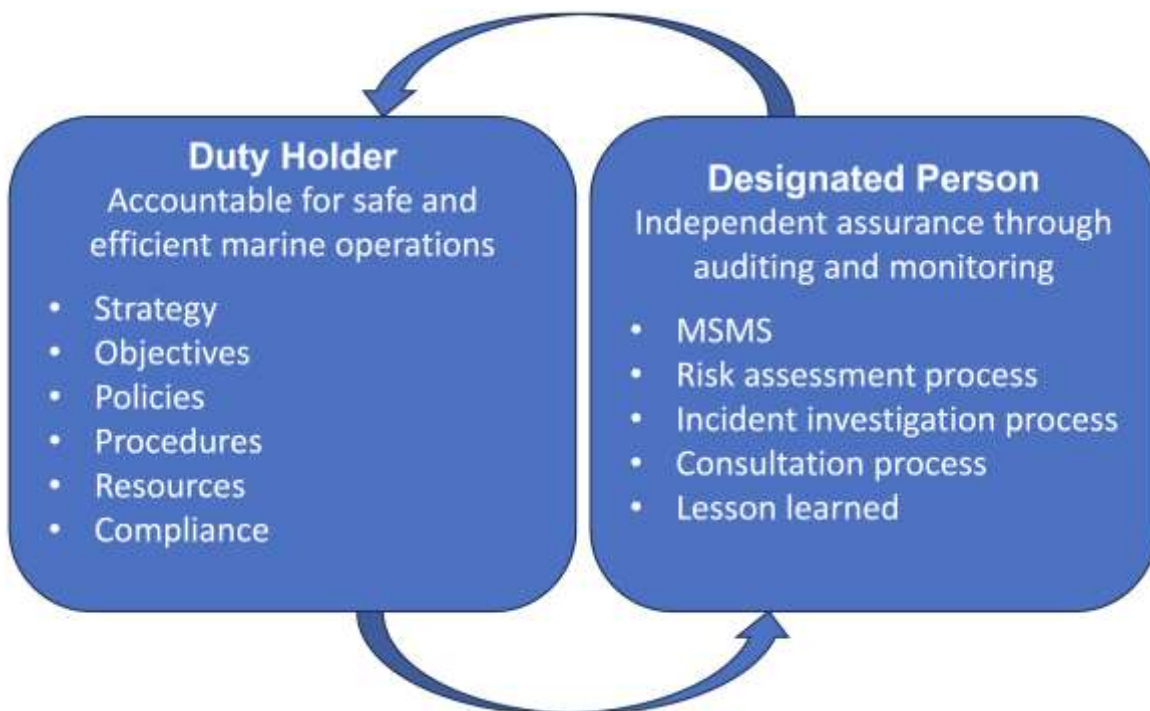 Duty Holder
Accountable for safe and
efficient marine operations
• Strategy
• Objectives
• Policies
• Procedures
• Resources
• Compliance
Designated Person
Independent assurance through
auditing and monitoring
• MSMS
• Risk assessment process
• Incident investigation process
• Consultation process
• Lesson learned